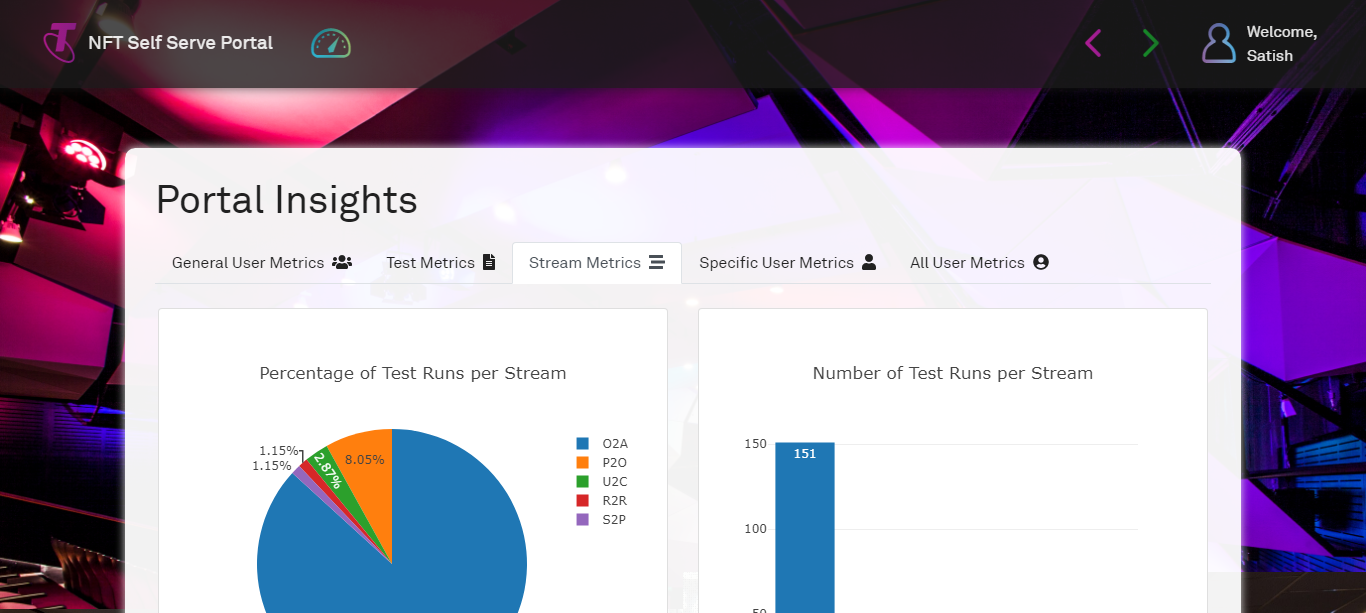 NFT Self Serve Portal
Welcome,
Satish
Portal Insights
General User Metrics
Test Metrics
Stream Metrics
Specific User Metrics
All User Metrics
Percentage of Test Runs per Stream
1.15%
1.15%
2.87%
8.05%
O2A
P2O
U2C
R2R
S2P
Number of Test Runs per Stream
150
151
100
50